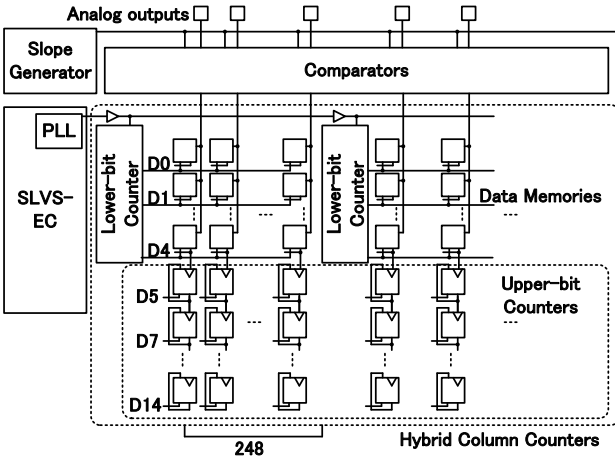 Analog outputs
Slope
Generator
Comparators
PLL
SLVS-
EC
Lower-bit
Counter
Lower-bit
Counter
D0
D1
Data Memories
D4
Upper-bit
Counters
D5
D7
D14
248
Hybrid Column Counters